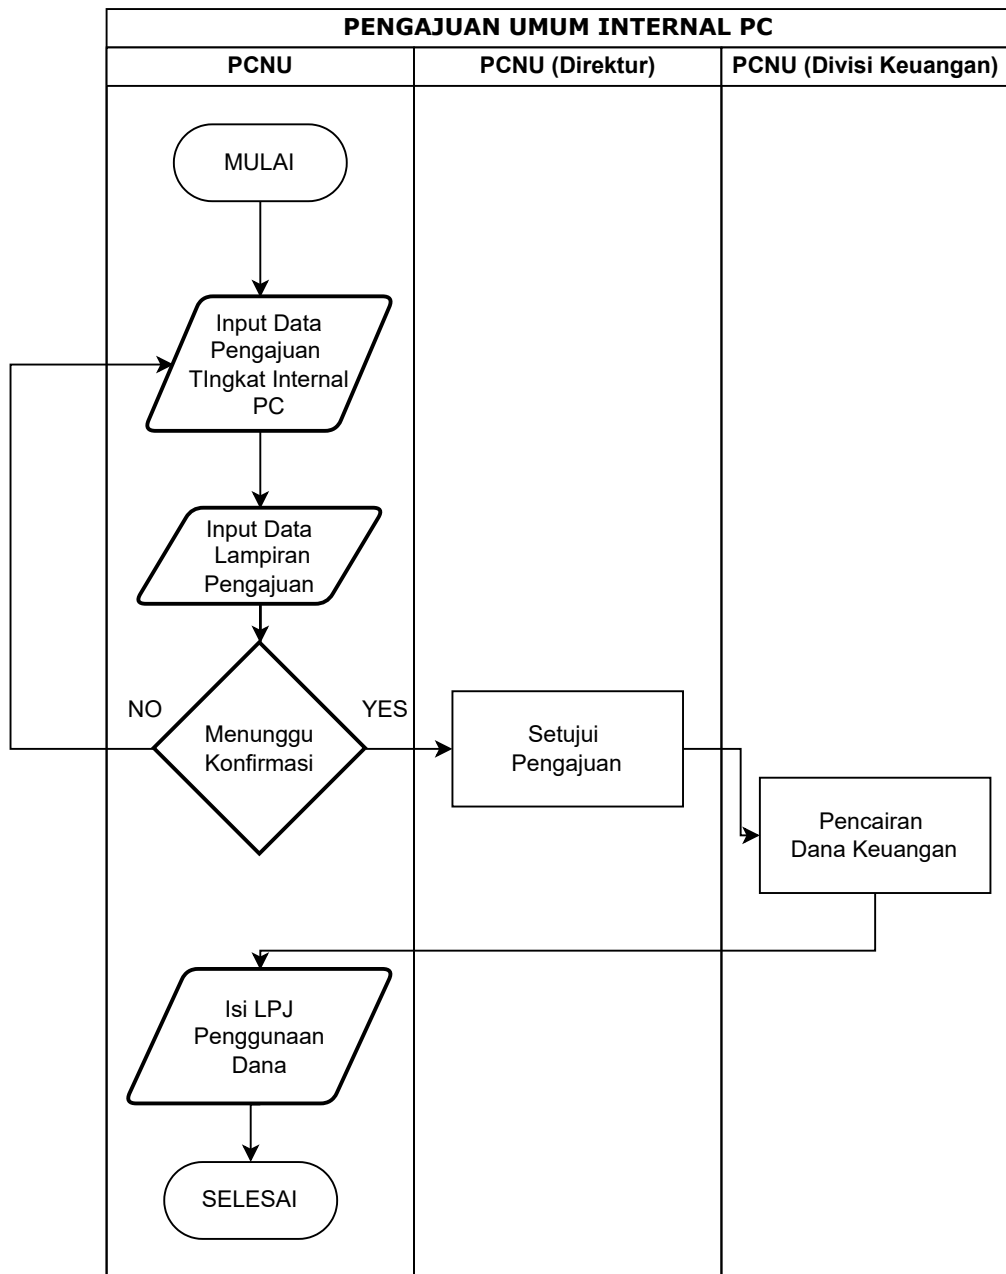 PENGAJUAN UMUM INTERNAL PC
PCNU
PCNU (Direktur)
PCNU (Divisi Keuangan)
MULAI
Input Data
Pengajuan
TIngkat Internal
PC
Input Data
Lampiran
Pengajuan
NO
YES
Menunggu
Konfirmasi
Setujui
Pengajuan
Pencairan
Dana Keuangan
Isi LPJ
Penggunaan
Dana
SELESAI